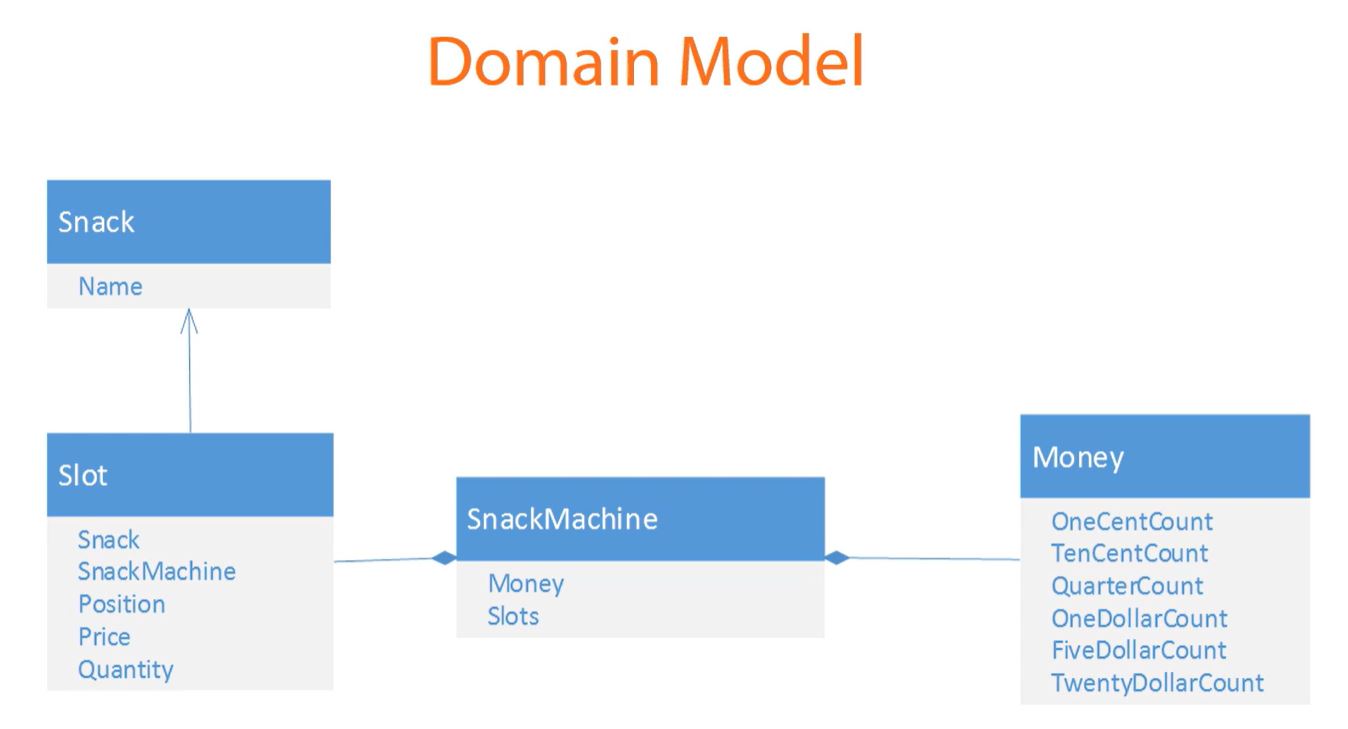 Domain Model
Snack
Name
Slot
Snack
SnackMachine
Position
Price
Quantity
SnackMachine
Money
Slots
Money
OneCentCount
TenCentCount
QuarterCount
OneDollarCount
FiveDollarCount
TwentyDollarCount